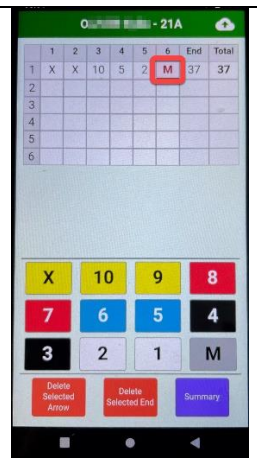 - 21A
1 2 3 4 5 6 End Total
1 X X 10 5 2 M 37 37
2
3
4
5
6
X 10 9 8
7 6 5 4
3 2 1 M
Delete Selected Arrow
Delete Selected End
Summary